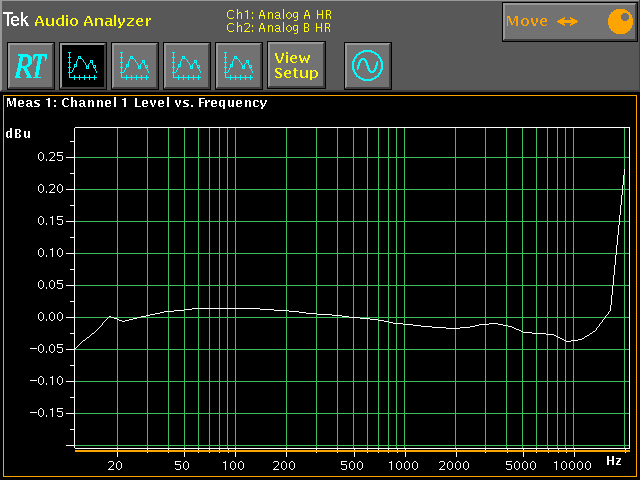 Tek Audio Analyzer
Ch1: Analog A HR
Ch2: Analog B HR
Move
RT
View
Setup
Meas 1: Channel 1 Level vs. Frequency
dBu
0.25
0.20
0.15
0.10
0.05
0.00
−0.05
−0.10
−0.15
20 50 100 200 500 1000 2000 5000 10000 Hz